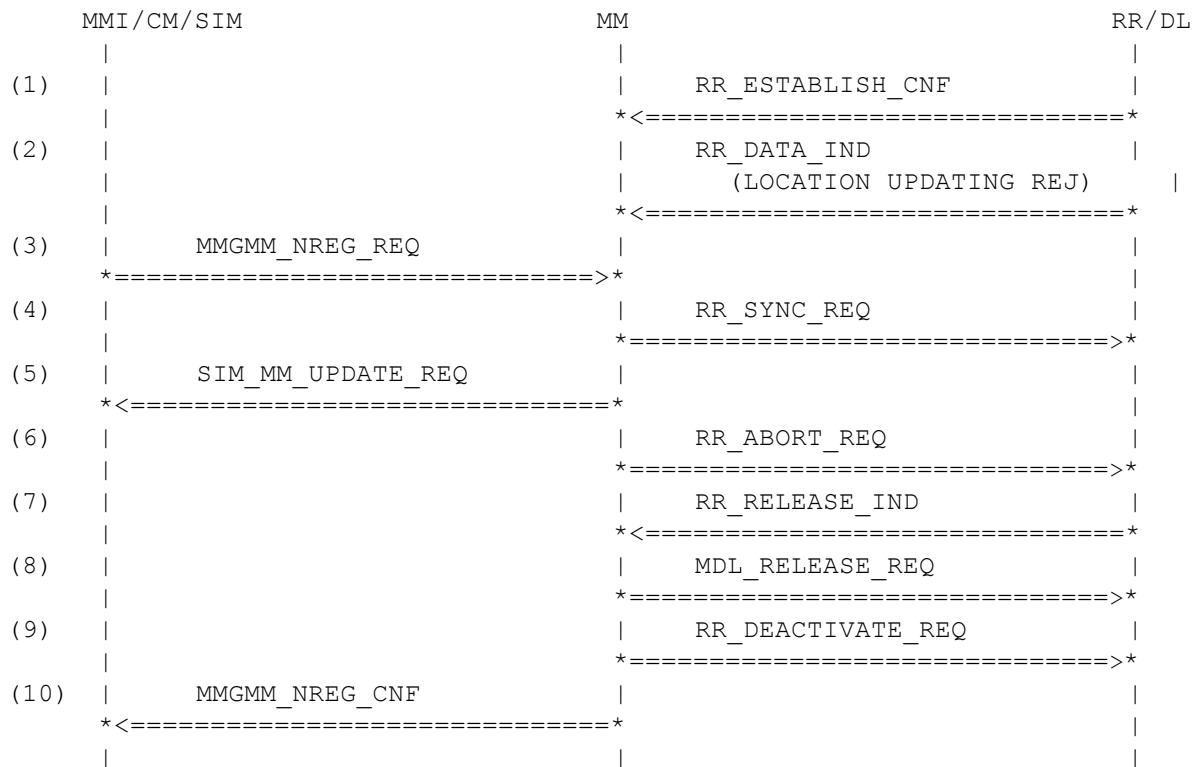 MMI/CM/SIM MM RR/DL
(1) RR_ESTABLISH_CNF
*<==============================*
(2) RR_DATA_IND
(LOCATION UPDATING REJ)
*<==============================*
(3) MMGMM_NREG_REQ
*==============================>*
(4) RR_SYNC_REQ
*==============================>*
(5) SIM_MM_UPDATE_REQ
*<==============================*
(6) RR_ABORT_REQ
*==============================>*
(7) RR_RELEASE_IND
*<==============================*
(8) MDL_RELEASE_REQ
*==============================>*
(9) RR_DEACTIVATE_REQ
*==============================>*
(10) MMGMM_NREG_CNF
*<==============================*